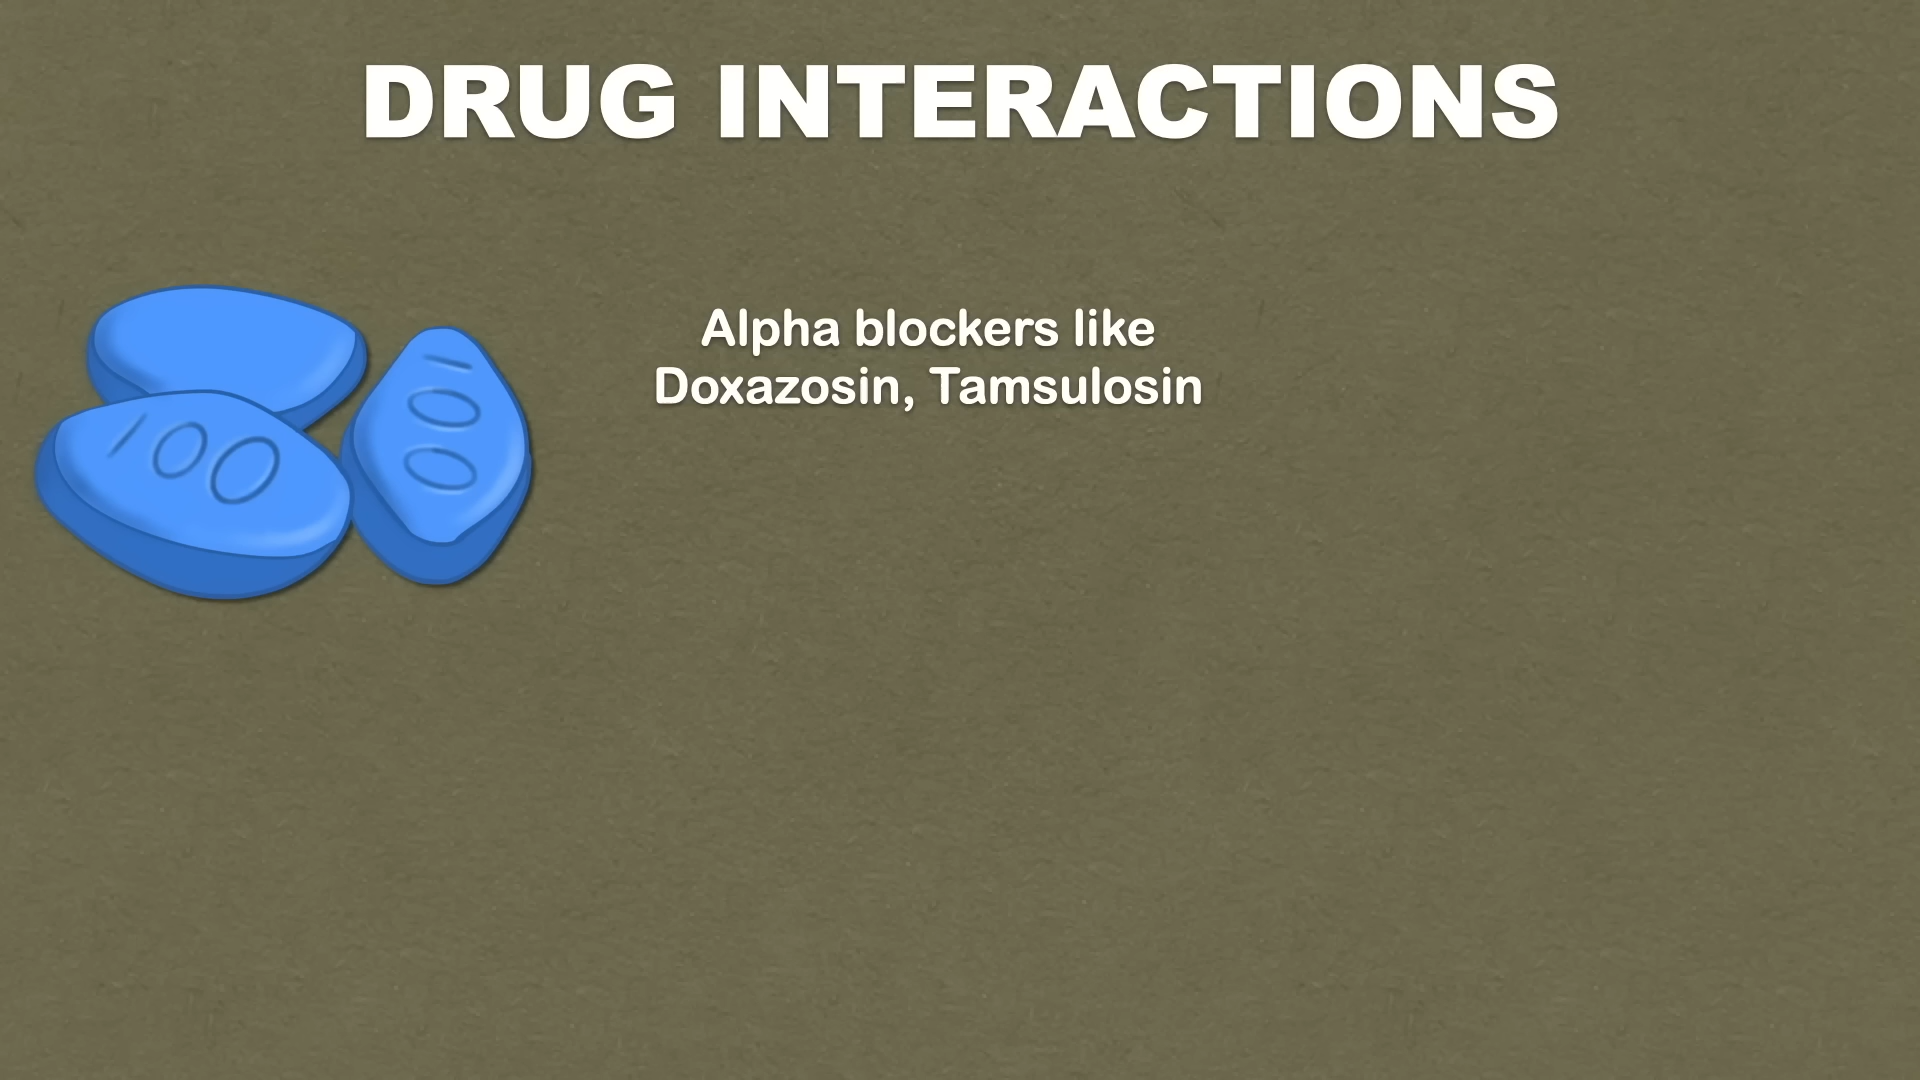 DRUG INTERACTIONS
Alpha blockers like
Doxazosin, Tamsulosin
100
100